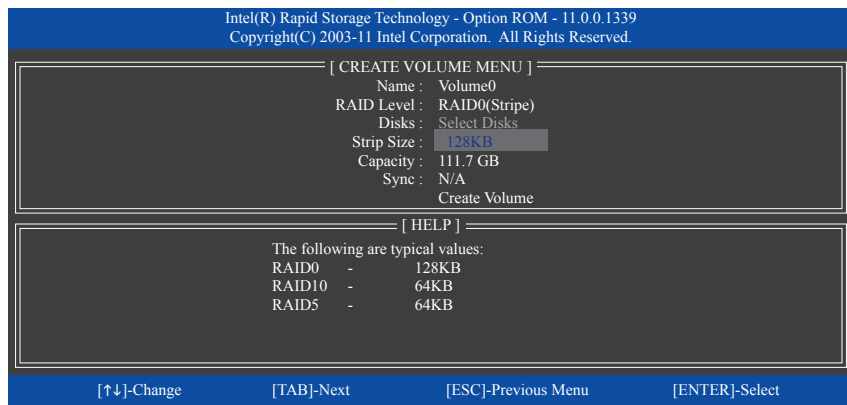 Intel(R) Rapid Storage Technology - Option ROM - 11.0.0.1339
Copyright(C) 2003-11 Intel Corporation. All Rights Reserved.
[ CREATE VOLUME MENU ]
Name : Volume0
RAID Level : RAID0(Stripe)
Disks : Select Disks
Strip Size : 128KB
Capacity : 111.7 GB
Sync : N/A
Create Volume
[ HELP ]
The following are typical values:
RAID0 - 128KB
RAID10 - 64KB
RAID5 - 64KB
[↑↓]-Change [TAB]-Next [ESC]-Previous Menu [ENTER]-Select